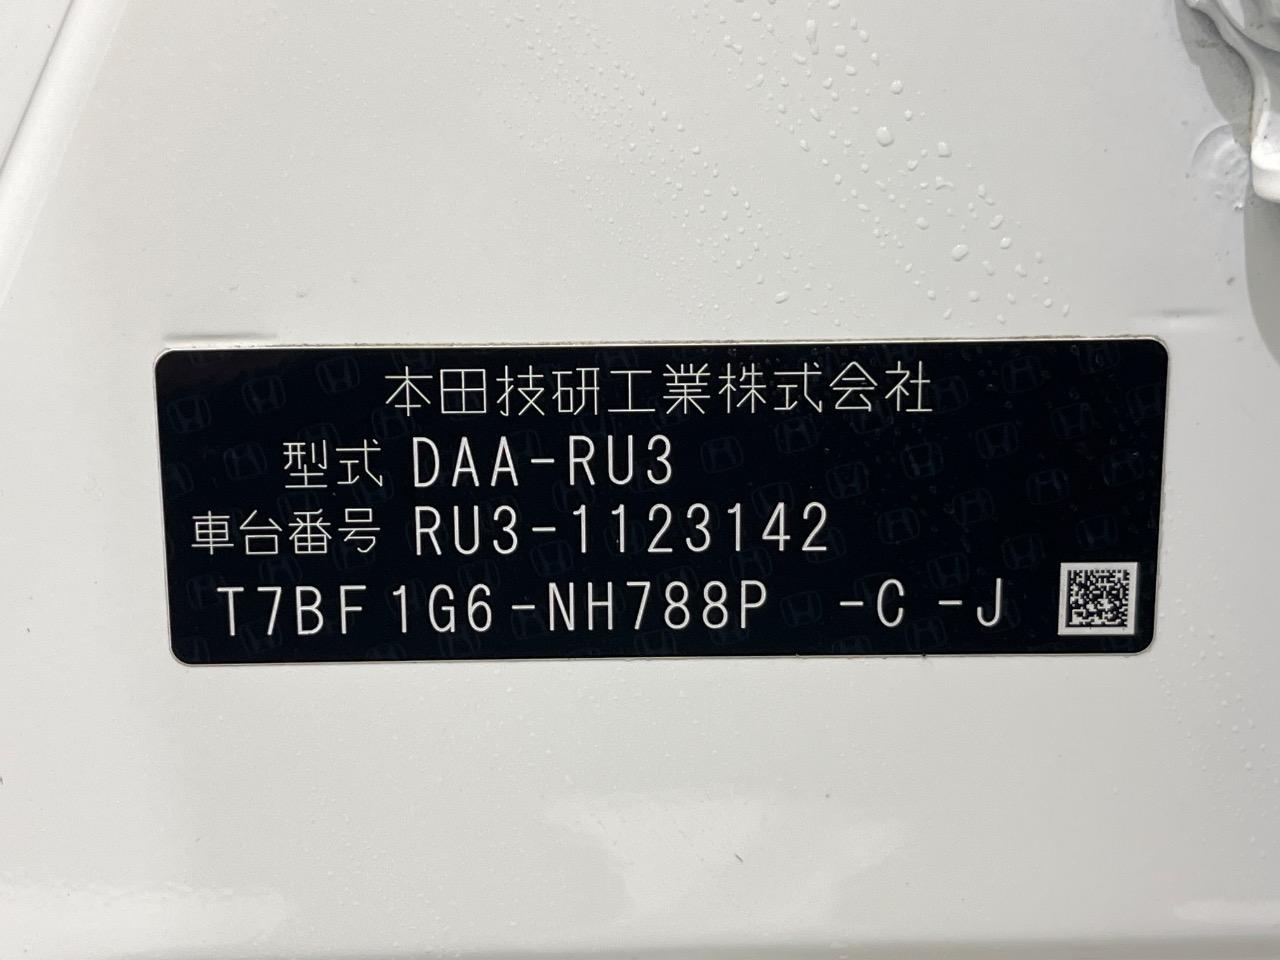 本田技研工業株式会社
型式 DAA-RU3
車台番号 RU3-1123142
T7BF1G6-NH788P -C -J